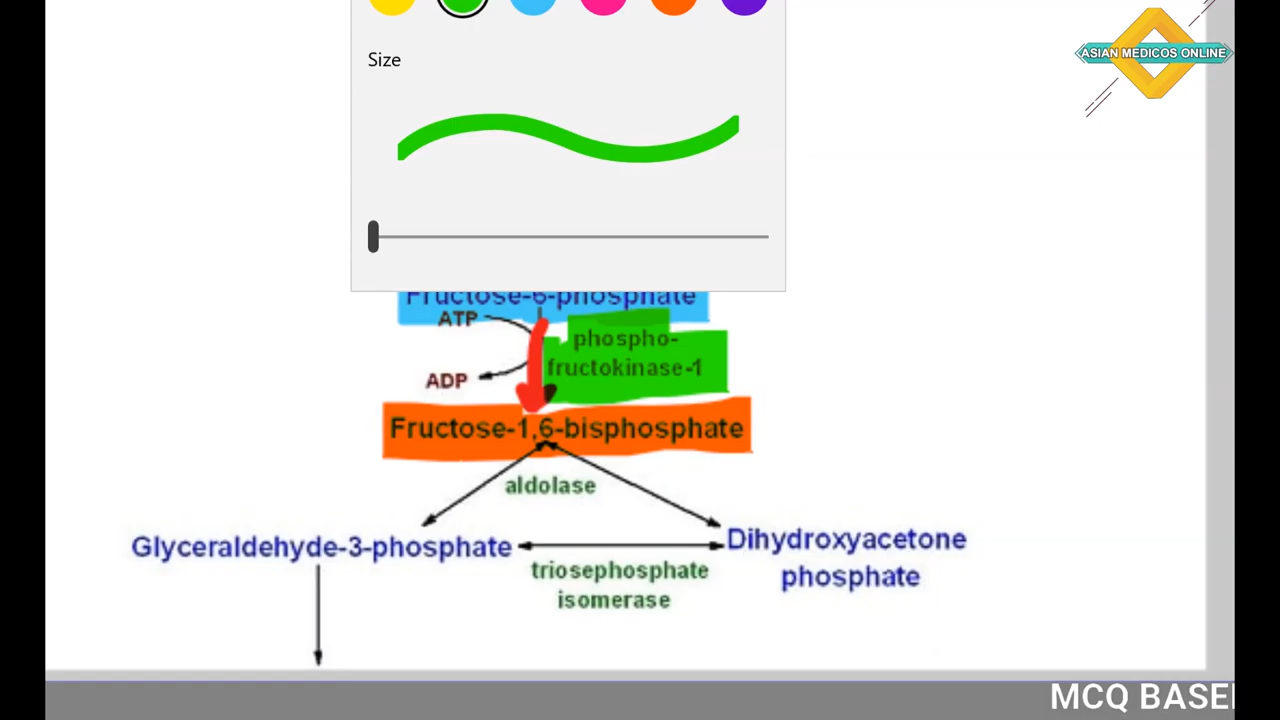 ASIAN MEDICOS ONLINE
Size
Fructose-6-phosphate
ATP
phospho-
fructokinase-1
ADP
Fructose-1,6-bisphosphate
aldolase
Glyceraldehyde-3-phosphate
Dihydroxyacetone
phosphate
triosephosphate
isomerase
MCQ BASE